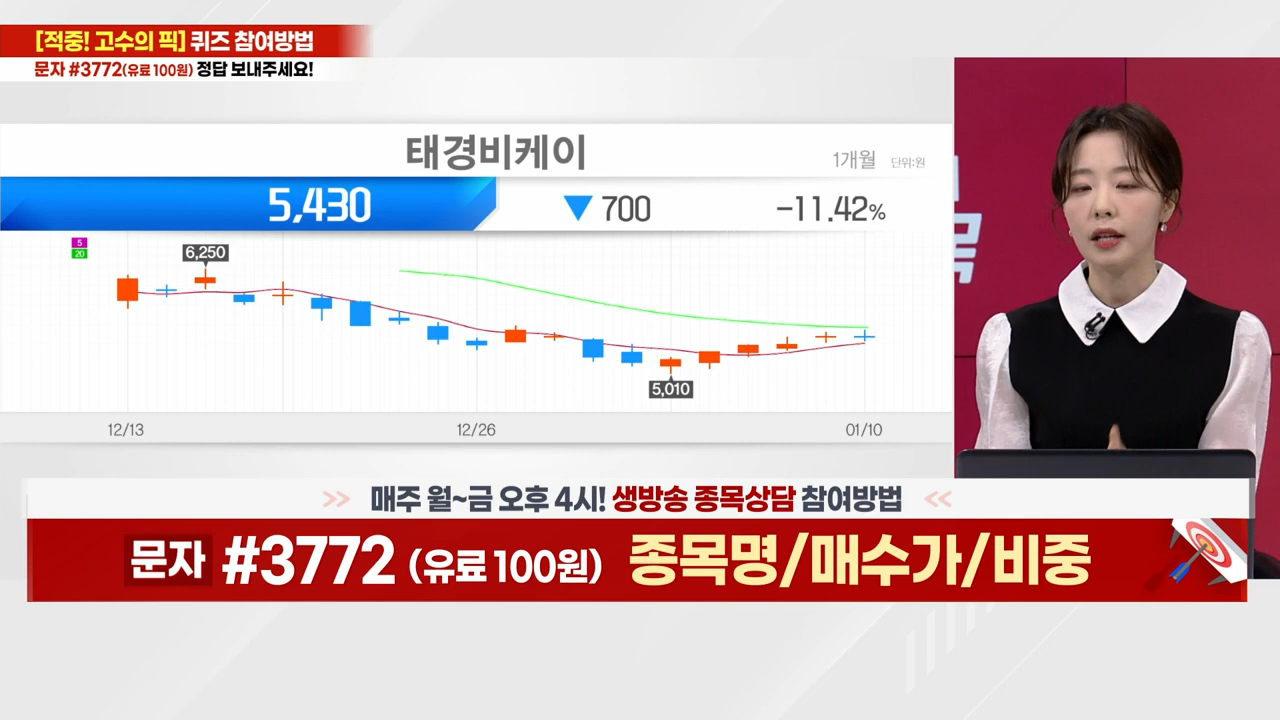 [적중! 고수의 픽] 퀴즈 참여방법
문자 #3772(유료 100원) 정답 보내주세요!
태경비케이
1개월 단위:원
5,430 ▼ 700 -11.42%
5
20
6,250
5,010
12/13 12/26 01/10
매주 월~금 오후 4시! 생방송 종목상담 참여방법
문자 #3772 (유료 100원) 종목명/매수가/비중